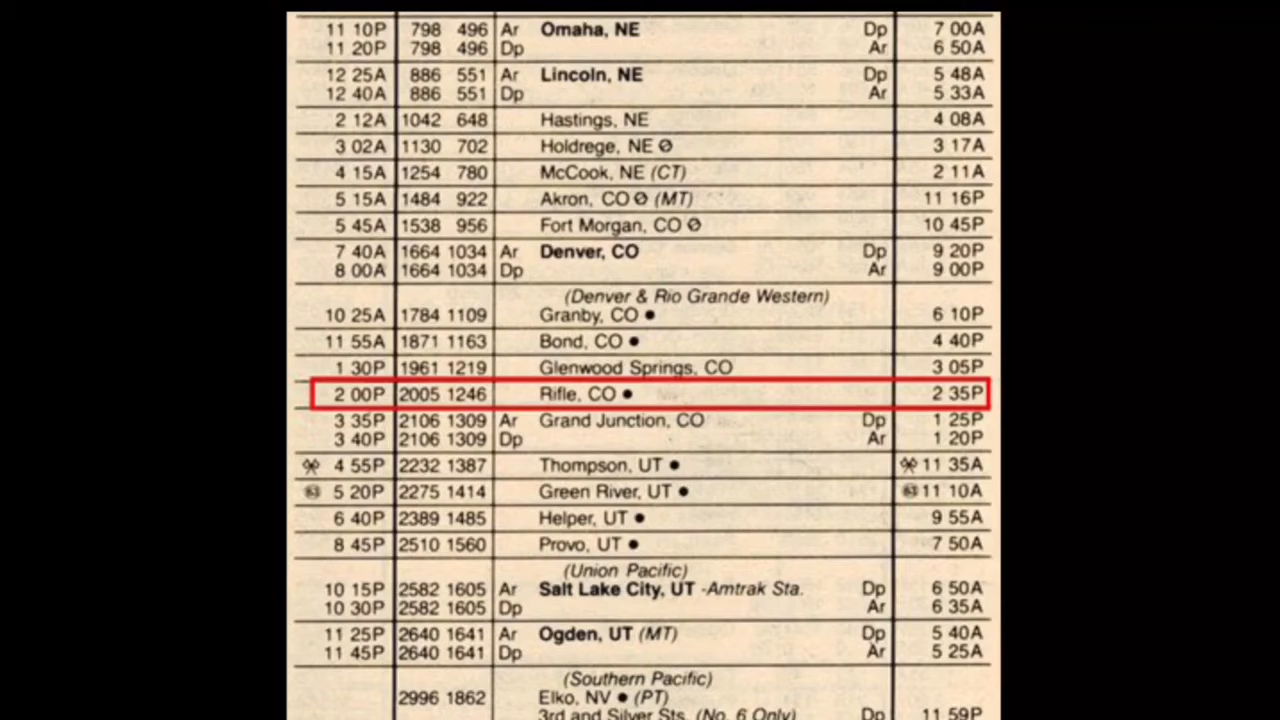 11 10P 798 496 Ar Omaha, NE Dp 7 00A
11 20P 798 496 Dp Ar 6 50A
12 25A 886 551 Ar Lincoln, NE Dp 5 48A
12 40A 886 551 Dp Ar 5 33A
2 12A 1042 648 Hastings, NE 4 08A
3 02A 1130 702 Holdrege, NE 3 17A
4 15A 1254 780 McCook, NE (CT) 2 11A
5 15A 1484 922 Akron, CO (MT) 11 16P
5 45A 1538 956 Fort Morgan, CO 10 45P
7 40A 1664 1034 Ar Denver, CO Dp 9 20P
8 00A 1664 1034 Dp Ar 9 00P
(Denver & Rio Grande Western)
10 25A 1784 1109 Granby, CO ● 6 10P
11 55A 1871 1163 Bond, CO ● 4 40P
1 30P 1961 1219 Glenwood Springs, CO 3 05P
2 00P 2005 1246 Rifle, CO ● 2 35P
3 35P 2106 1309 Ar Grand Junction, CO Dp 1 25P
3 40P 2106 1309 Dp Ar 1 20P
4 55P 2232 1387 Thompson, UT ● 11 35A
63 5 20P 2275 1414 Green River, UT ● 63 11 10A
6 40P 2389 1485 Helper, UT ● 9 55A
8 45P 2510 1560 Provo, UT ● 7 50A
(Union Pacific)
10 15P 2582 1605 Ar Salt Lake City, UT -Amtrak Sta. Dp 6 50A
10 30P 2582 1605 Dp Ar 6 35A
11 25P 2640 1641 Ar Ogden, UT (MT) Dp 5 40A
11 45P 2640 1641 Dp Ar 5 25A
(Southern Pacific)
2996 1862 Elko, NV ● (PT)
3rd and Silver Sts. (No. 6 Only) Dp 11 59P